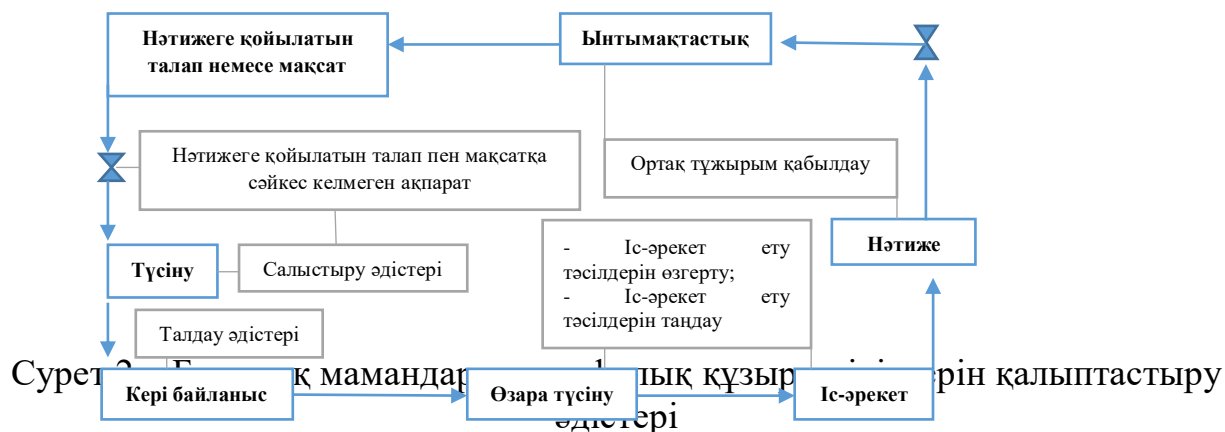 Нәтижеге қойылатын
талап немесе мақсат
Ынтымақтастық
Нәтижеге қойылатын талап пен мақсатқа
сәйкес келмеген ақпарат
Ортақ тұжырым қабылдау
Нәтиже
Түсіну
Салыстыру әдістері
- Іс-әрекет ету
тәсілдерін өзгерту;
- Іс-әрекет ету
тәсілдерін таңдау
Талдау әдістері
Кері байланыс
Өзара түсіну
Іс-әрекет
Сурет қалыптастыру
әдістері